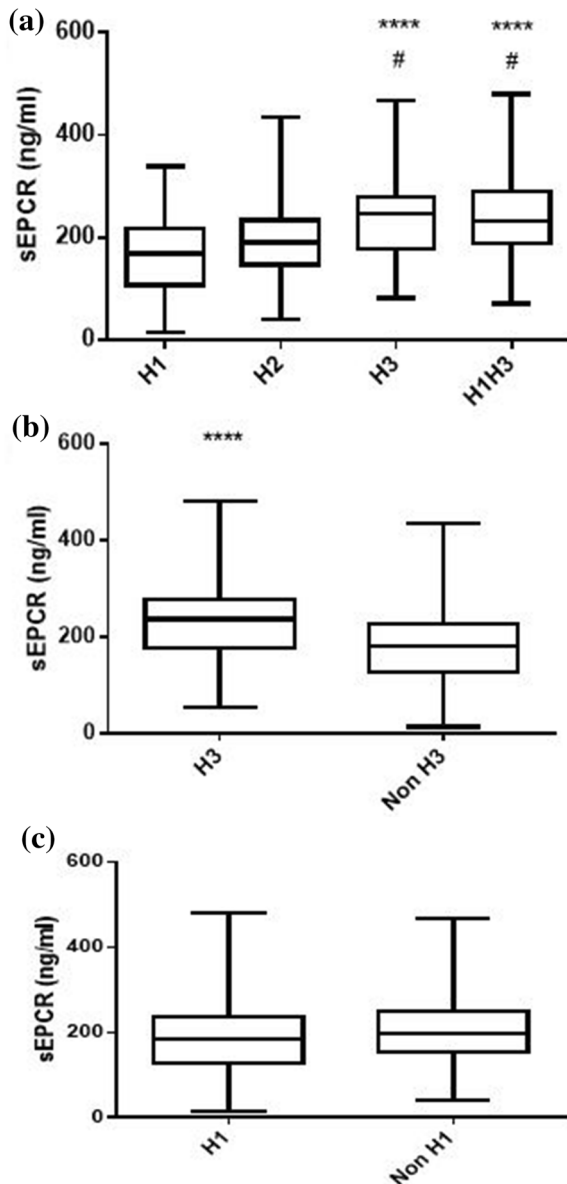 (a)
600
400
200
0
sEPCR (ng/ml)
**** ****
# #
H1 H2 H3 H1H3
(b)
600
400
200
0
sEPCR (ng/ml)
****
H3 Non H3
(c)
600
400
200
0
sEPCR (ng/ml)
H1 Non H1